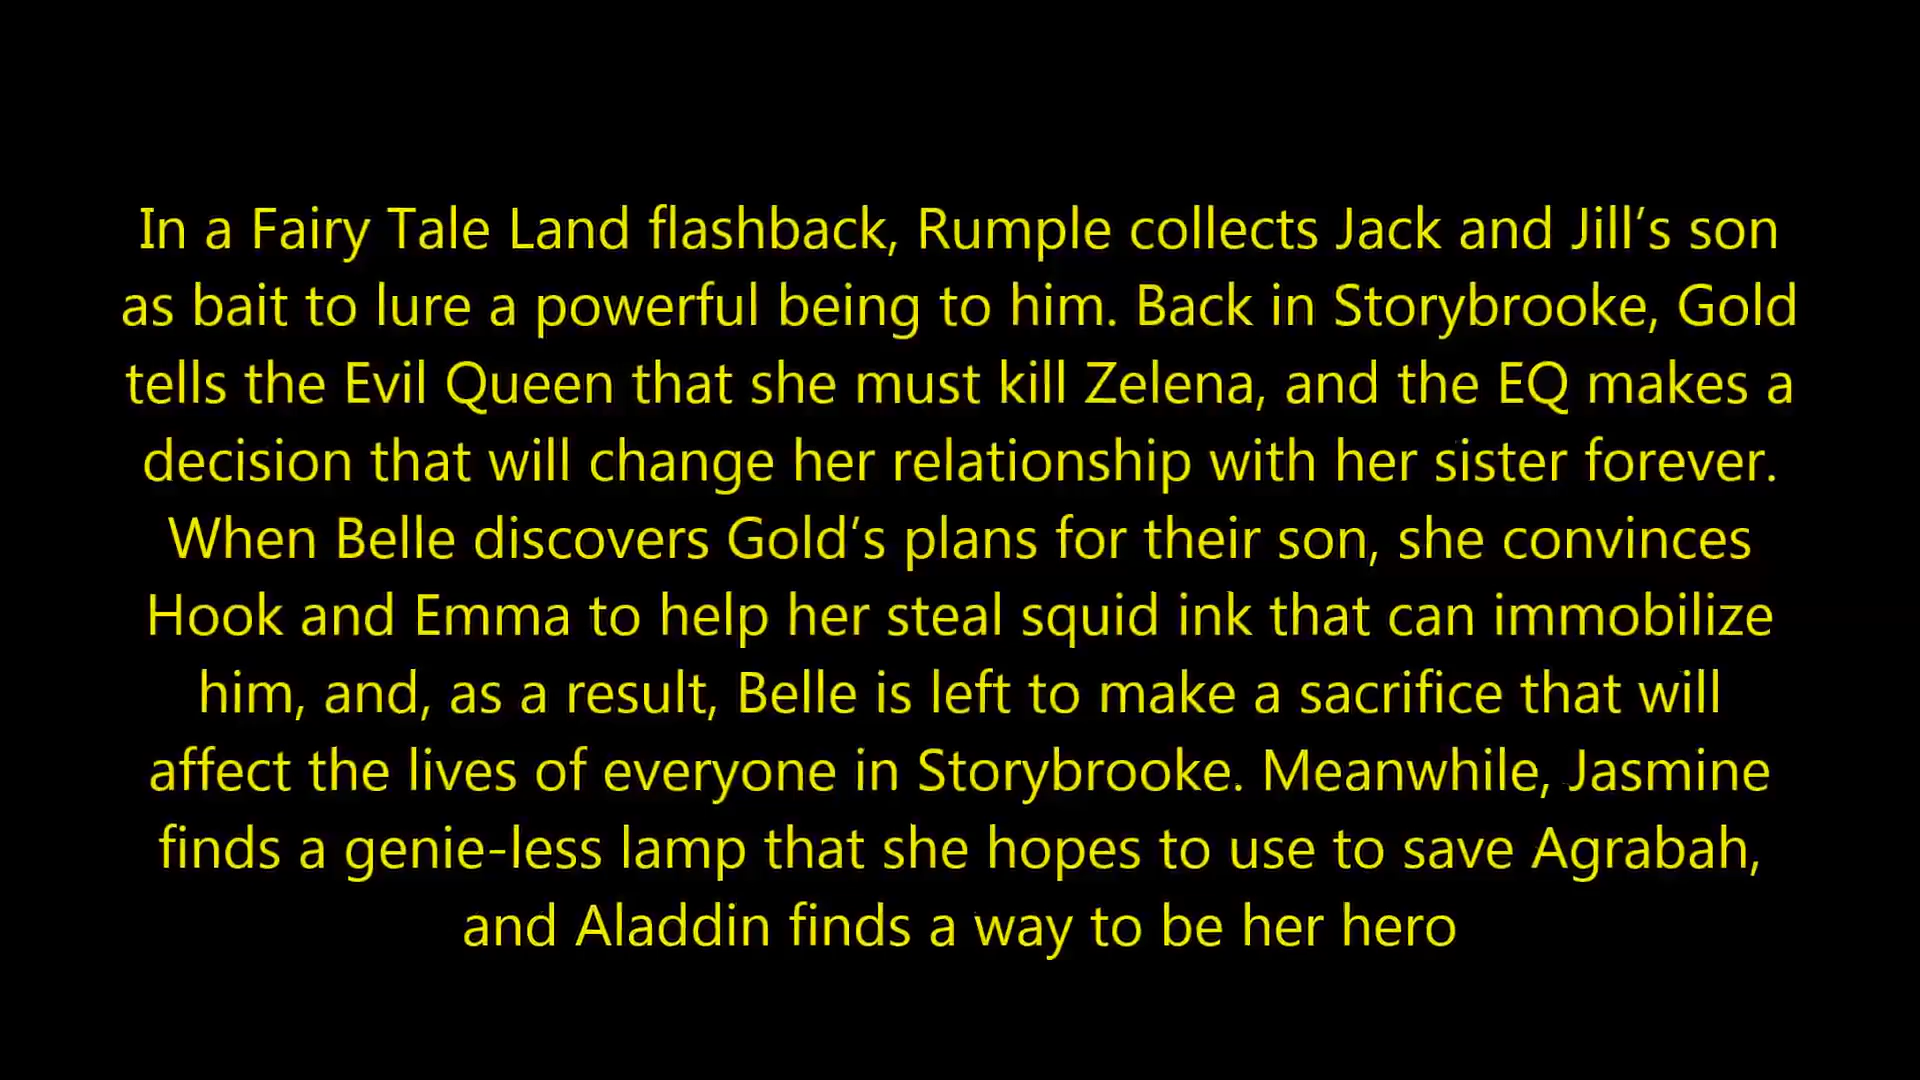 In a Fairy Tale Land flashback, Rumple collects Jack and Jill’s son
as bait to lure a powerful being to him. Back in Storybrooke, Gold
tells the Evil Queen that she must kill Zelena, and the EQ makes a
decision that will change her relationship with her sister forever.
When Belle discovers Gold’s plans for their son, she convinces
Hook and Emma to help her steal squid ink that can immobilize
him, and, as a result, Belle is left to make a sacrifice that will
affect the lives of everyone in Storybrooke. Meanwhile, Jasmine
finds a genie-less lamp that she hopes to use to save Agrabah,
and Aladdin finds a way to be her hero